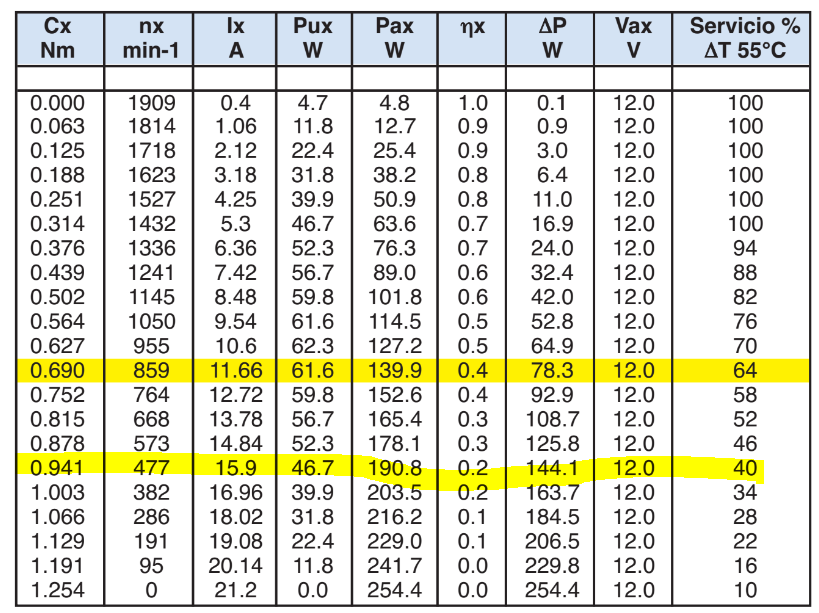 Cx nx Ix Pux Pax ηx ΔP Vax Servicio %
Nm min-1 A W W W V ΔT 55°C
0.000 1909 0.4 4.7 4.8 1.0 0.1 12.0 100
0.063 1814 1.06 11.8 12.7 0.9 0.9 12.0 100
0.125 1718 2.12 22.4 25.4 0.9 3.0 12.0 100
0.188 1623 3.18 31.8 38.2 0.8 6.4 12.0 100
0.251 1527 4.25 39.9 50.9 0.8 11.0 12.0 100
0.314 1432 5.3 46.7 63.6 0.7 16.9 12.0 100
0.376 1336 6.36 52.3 76.3 0.7 24.0 12.0 94
0.439 1241 7.42 56.7 89.0 0.6 32.4 12.0 88
0.502 1145 8.48 59.8 101.8 0.6 42.0 12.0 82
0.564 1050 9.54 61.6 114.5 0.5 52.8 12.0 76
0.627 955 10.6 62.3 127.2 0.5 64.9 12.0 70
0.690 859 11.66 61.6 139.9 0.4 78.3 12.0 64
0.752 764 12.72 59.8 152.6 0.4 92.9 12.0 58
0.815 668 13.78 56.7 165.4 0.3 108.7 12.0 52
0.878 573 14.84 52.3 178.1 0.3 125.8 12.0 46
0.941 477 15.9 46.7 190.8 0.2 144.1 12.0 40
1.003 382 16.96 39.9 203.5 0.2 163.7 12.0 34
1.066 286 18.02 31.8 216.2 0.1 184.5 12.0 28
1.129 191 19.08 22.4 229.0 0.1 206.5 12.0 22
1.191 95 20.14 11.8 241.7 0.0 229.8 12.0 16
1.254 0 21.2 0.0 254.4 0.0 254.4 12.0 10